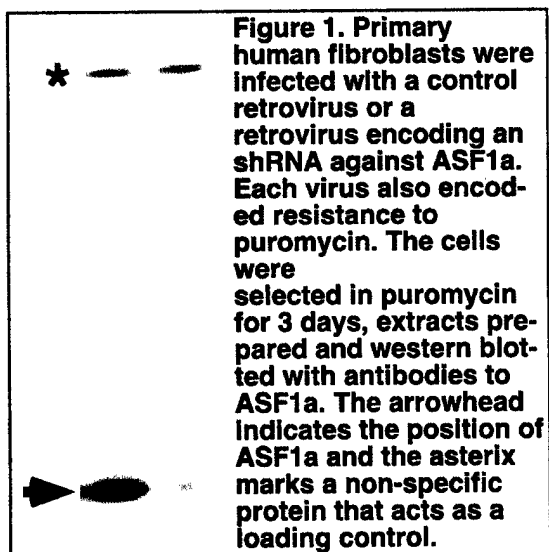 Figure 1. Primary
human fibroblasts were
infected with a control
retrovirus or a
retrovirus encoding an
shRNA against ASF1a.
Each virus also encod-
ed resistance to
puromycin. The cells
were
selected in puromycin
for 3 days, extracts pre-
pared and western blot-
ted with antibodies to
ASF1a. The arrowhead
indicates the position of
ASF1a and the asterix
marks a non-specific
protein that acts as a
loading control.